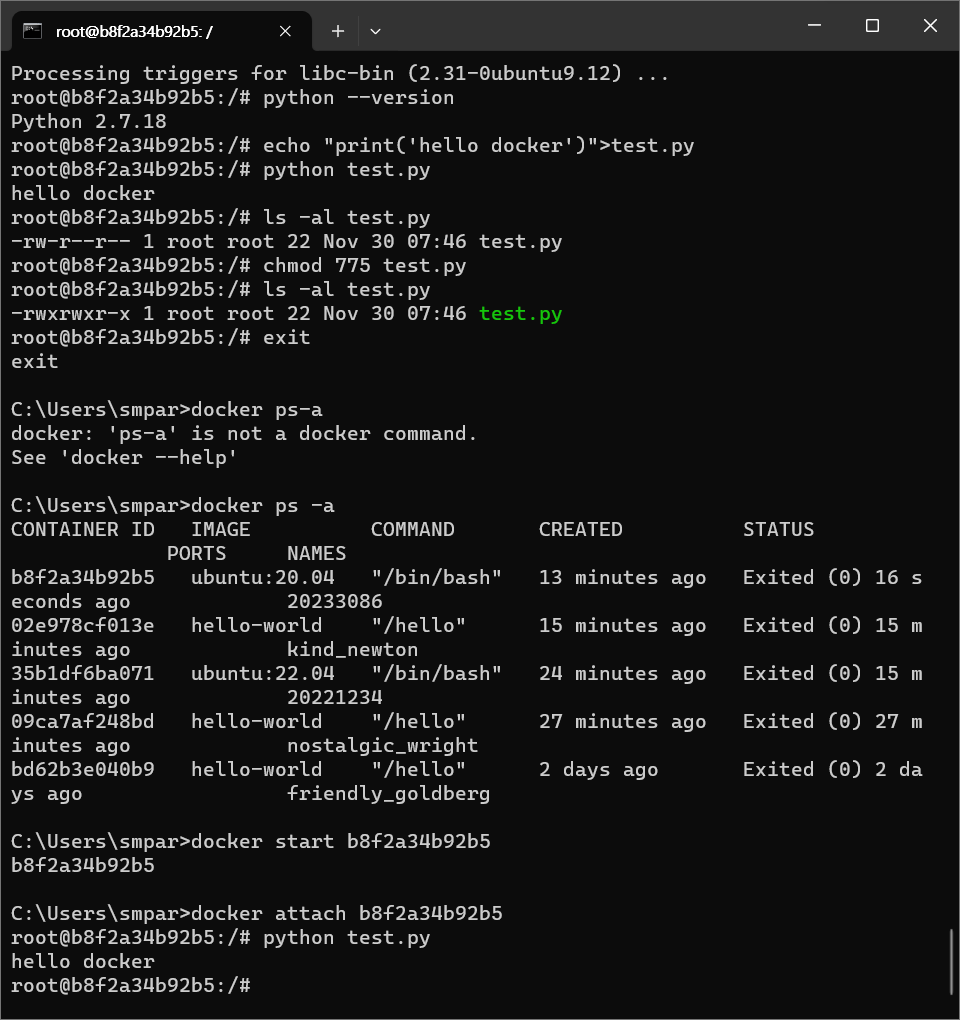 root@b8f2a34b92b5: /
Processing triggers for libc-bin (2.31-0ubuntu9.12) ...
root@b8f2a34b92b5:/# python --version
Python 2.7.18
root@b8f2a34b92b5:/# echo "print('hello docker')">test.py
root@b8f2a34b92b5:/# python test.py
hello docker
root@b8f2a34b92b5:/# ls -al test.py
-rw-r--r-- 1 root root 22 Nov 30 07:46 test.py
root@b8f2a34b92b5:/# chmod 775 test.py
root@b8f2a34b92b5:/# ls -al test.py
-rwxrwxr-x 1 root root 22 Nov 30 07:46 test.py
root@b8f2a34b92b5:/# exit
exit

C:\Users\smpar>docker ps-a
docker: 'ps-a' is not a docker command.
See 'docker --help'

C:\Users\smpar>docker ps -a
CONTAINER ID   IMAGE          COMMAND       CREATED          STATUS
             PORTS     NAMES
b8f2a34b92b5   ubuntu:20.04   "/bin/bash"   13 minutes ago   Exited (0) 16 s
econds ago             20233086
02e978cf013e   hello-world    "/hello"      15 minutes ago   Exited (0) 15 m
inutes ago             kind_newton
35b1df6ba071   ubuntu:22.04   "/bin/bash"   24 minutes ago   Exited (0) 15 m
inutes ago             20221234
09ca7af248bd   hello-world    "/hello"      27 minutes ago   Exited (0) 27 m
inutes ago             nostalgic_wright
bd62b3e040b9   hello-world    "/hello"      2 days ago       Exited (0) 2 da
ys ago                 friendly_goldberg

C:\Users\smpar>docker start b8f2a34b92b5
b8f2a34b92b5

C:\Users\smpar>docker attach b8f2a34b92b5
root@b8f2a34b92b5:/# python test.py
hello docker
root@b8f2a34b92b5:/#